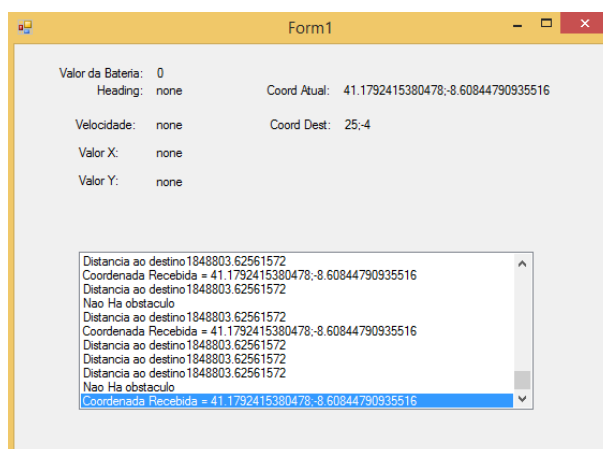 Form1
Valor da Bateria: 0
Heading: none
Coord Atual: 41.1792415380478;-8.60844790935516
Velocidade: none
Coord Dest: 25;-4
Valor X: none
Valor Y: none
Distancia ao destino1848803.62561572
Coordenada Recebida = 41.1792415380478;-8.60844790935516
Distancia ao destino1848803.62561572
Nao Ha obstaculo
Distancia ao destino1848803.62561572
Coordenada Recebida = 41.1792415380478;-8.60844790935516
Distancia ao destino1848803.62561572
Distancia ao destino1848803.62561572
Distancia ao destino1848803.62561572
Nao Ha obstaculo
Coordenada Recebida = 41.1792415380478;-8.60844790935516